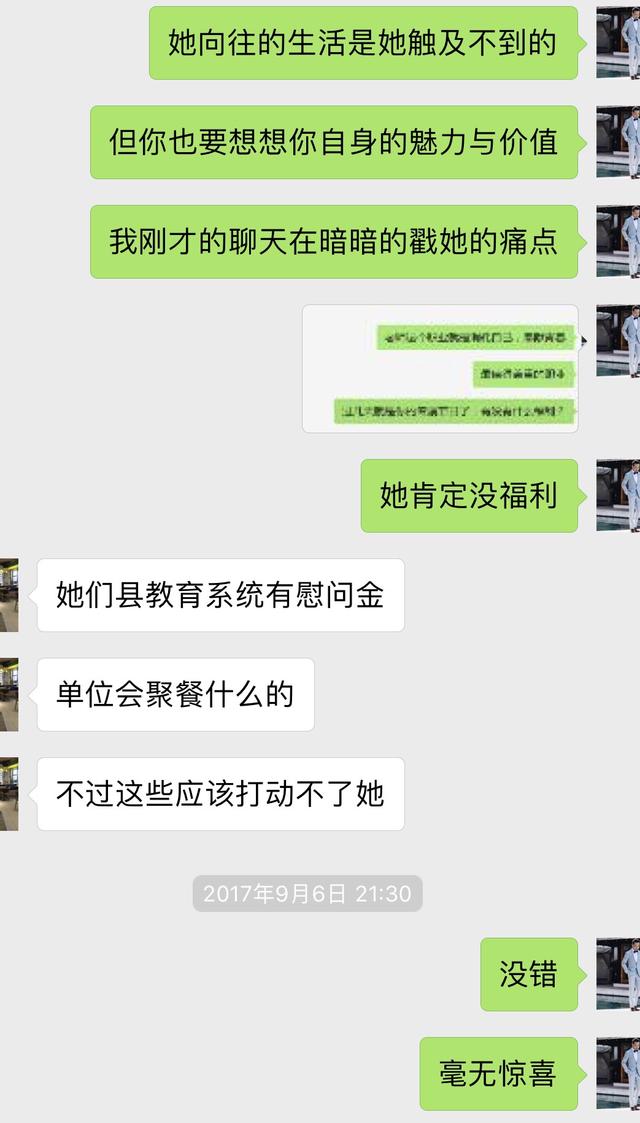 她向往的生活是她触及不到的
但你也要想想你自身的魅力与价值
我刚才的聊天在暗暗的戳她的痛点
她肯定没福利
她们县教育系统有慰问金
单位会聚餐什么的
不过这些应该打动不了她
2017年9月6日 21:30
没错
毫无惊喜